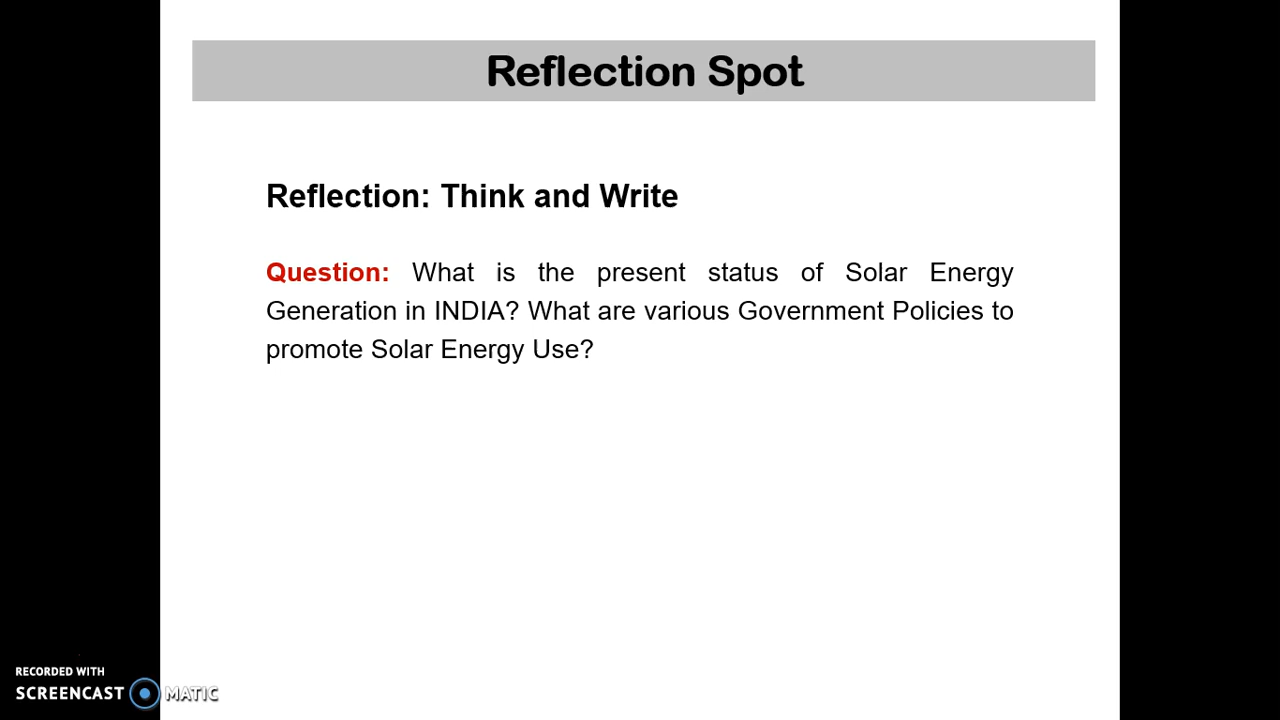 Reflection Spot
Reflection: Think and Write
Question: What is the present status of Solar Energy
Generation in INDIA? What are various Government Policies to
promote Solar Energy Use?
RECORDED WITH
SCREENCAST MATIC